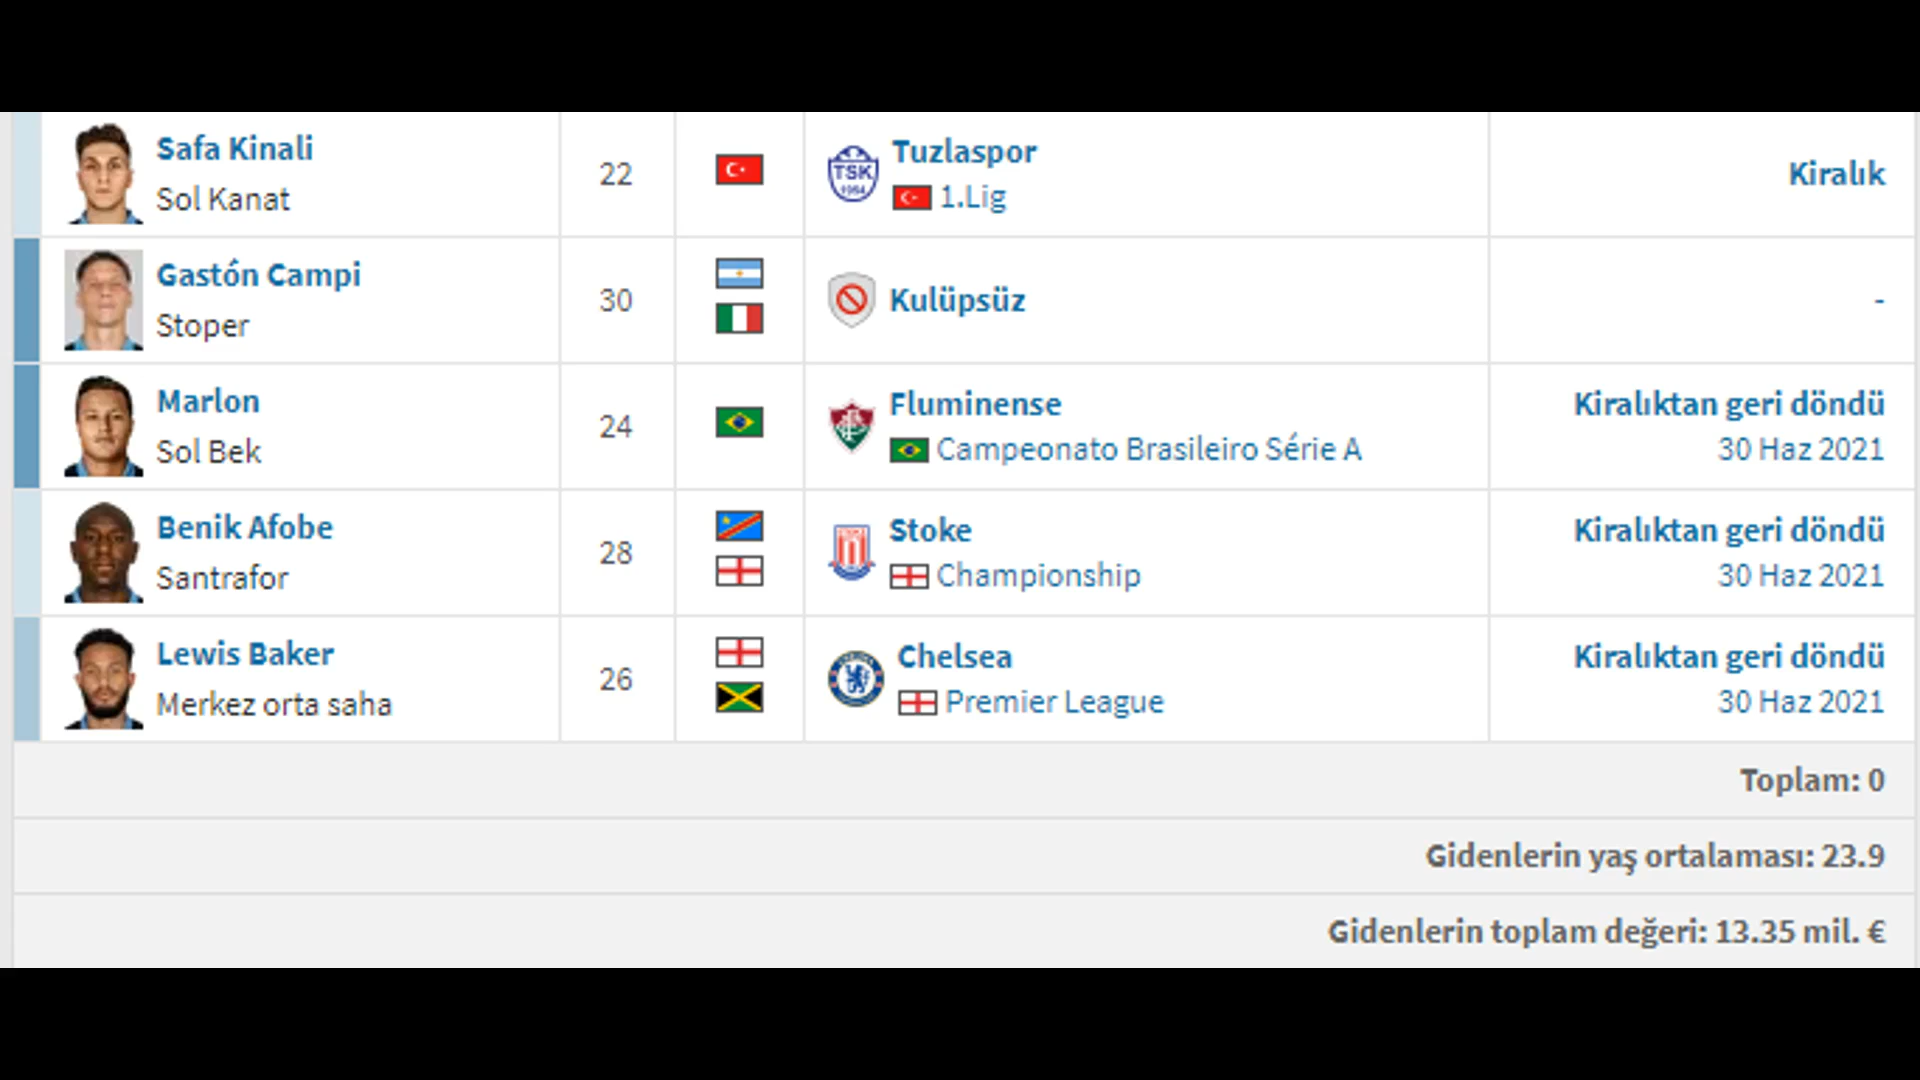 Safa Kinali
Sol Kanat
22
TSK
Tuzlaspor
1.Lig
Kiralık
Gastón Campi
Stoper
30
Kulüpsüz
-
Marlon
Sol Bek
24
Fluminense
Campeonato Brasileiro Série A
Kiralıktan geri döndü
30 Haz 2021
Benik Afobe
Santrafor
28
Stoke
Championship
Kiralıktan geri döndü
30 Haz 2021
Lewis Baker
Merkez orta saha
26
Chelsea
Premier League
Kiralıktan geri döndü
30 Haz 2021
Toplam: 0
Gidenlerin yaş ortalaması: 23.9
Gidenlerin toplam değeri: 13.35 mil. €